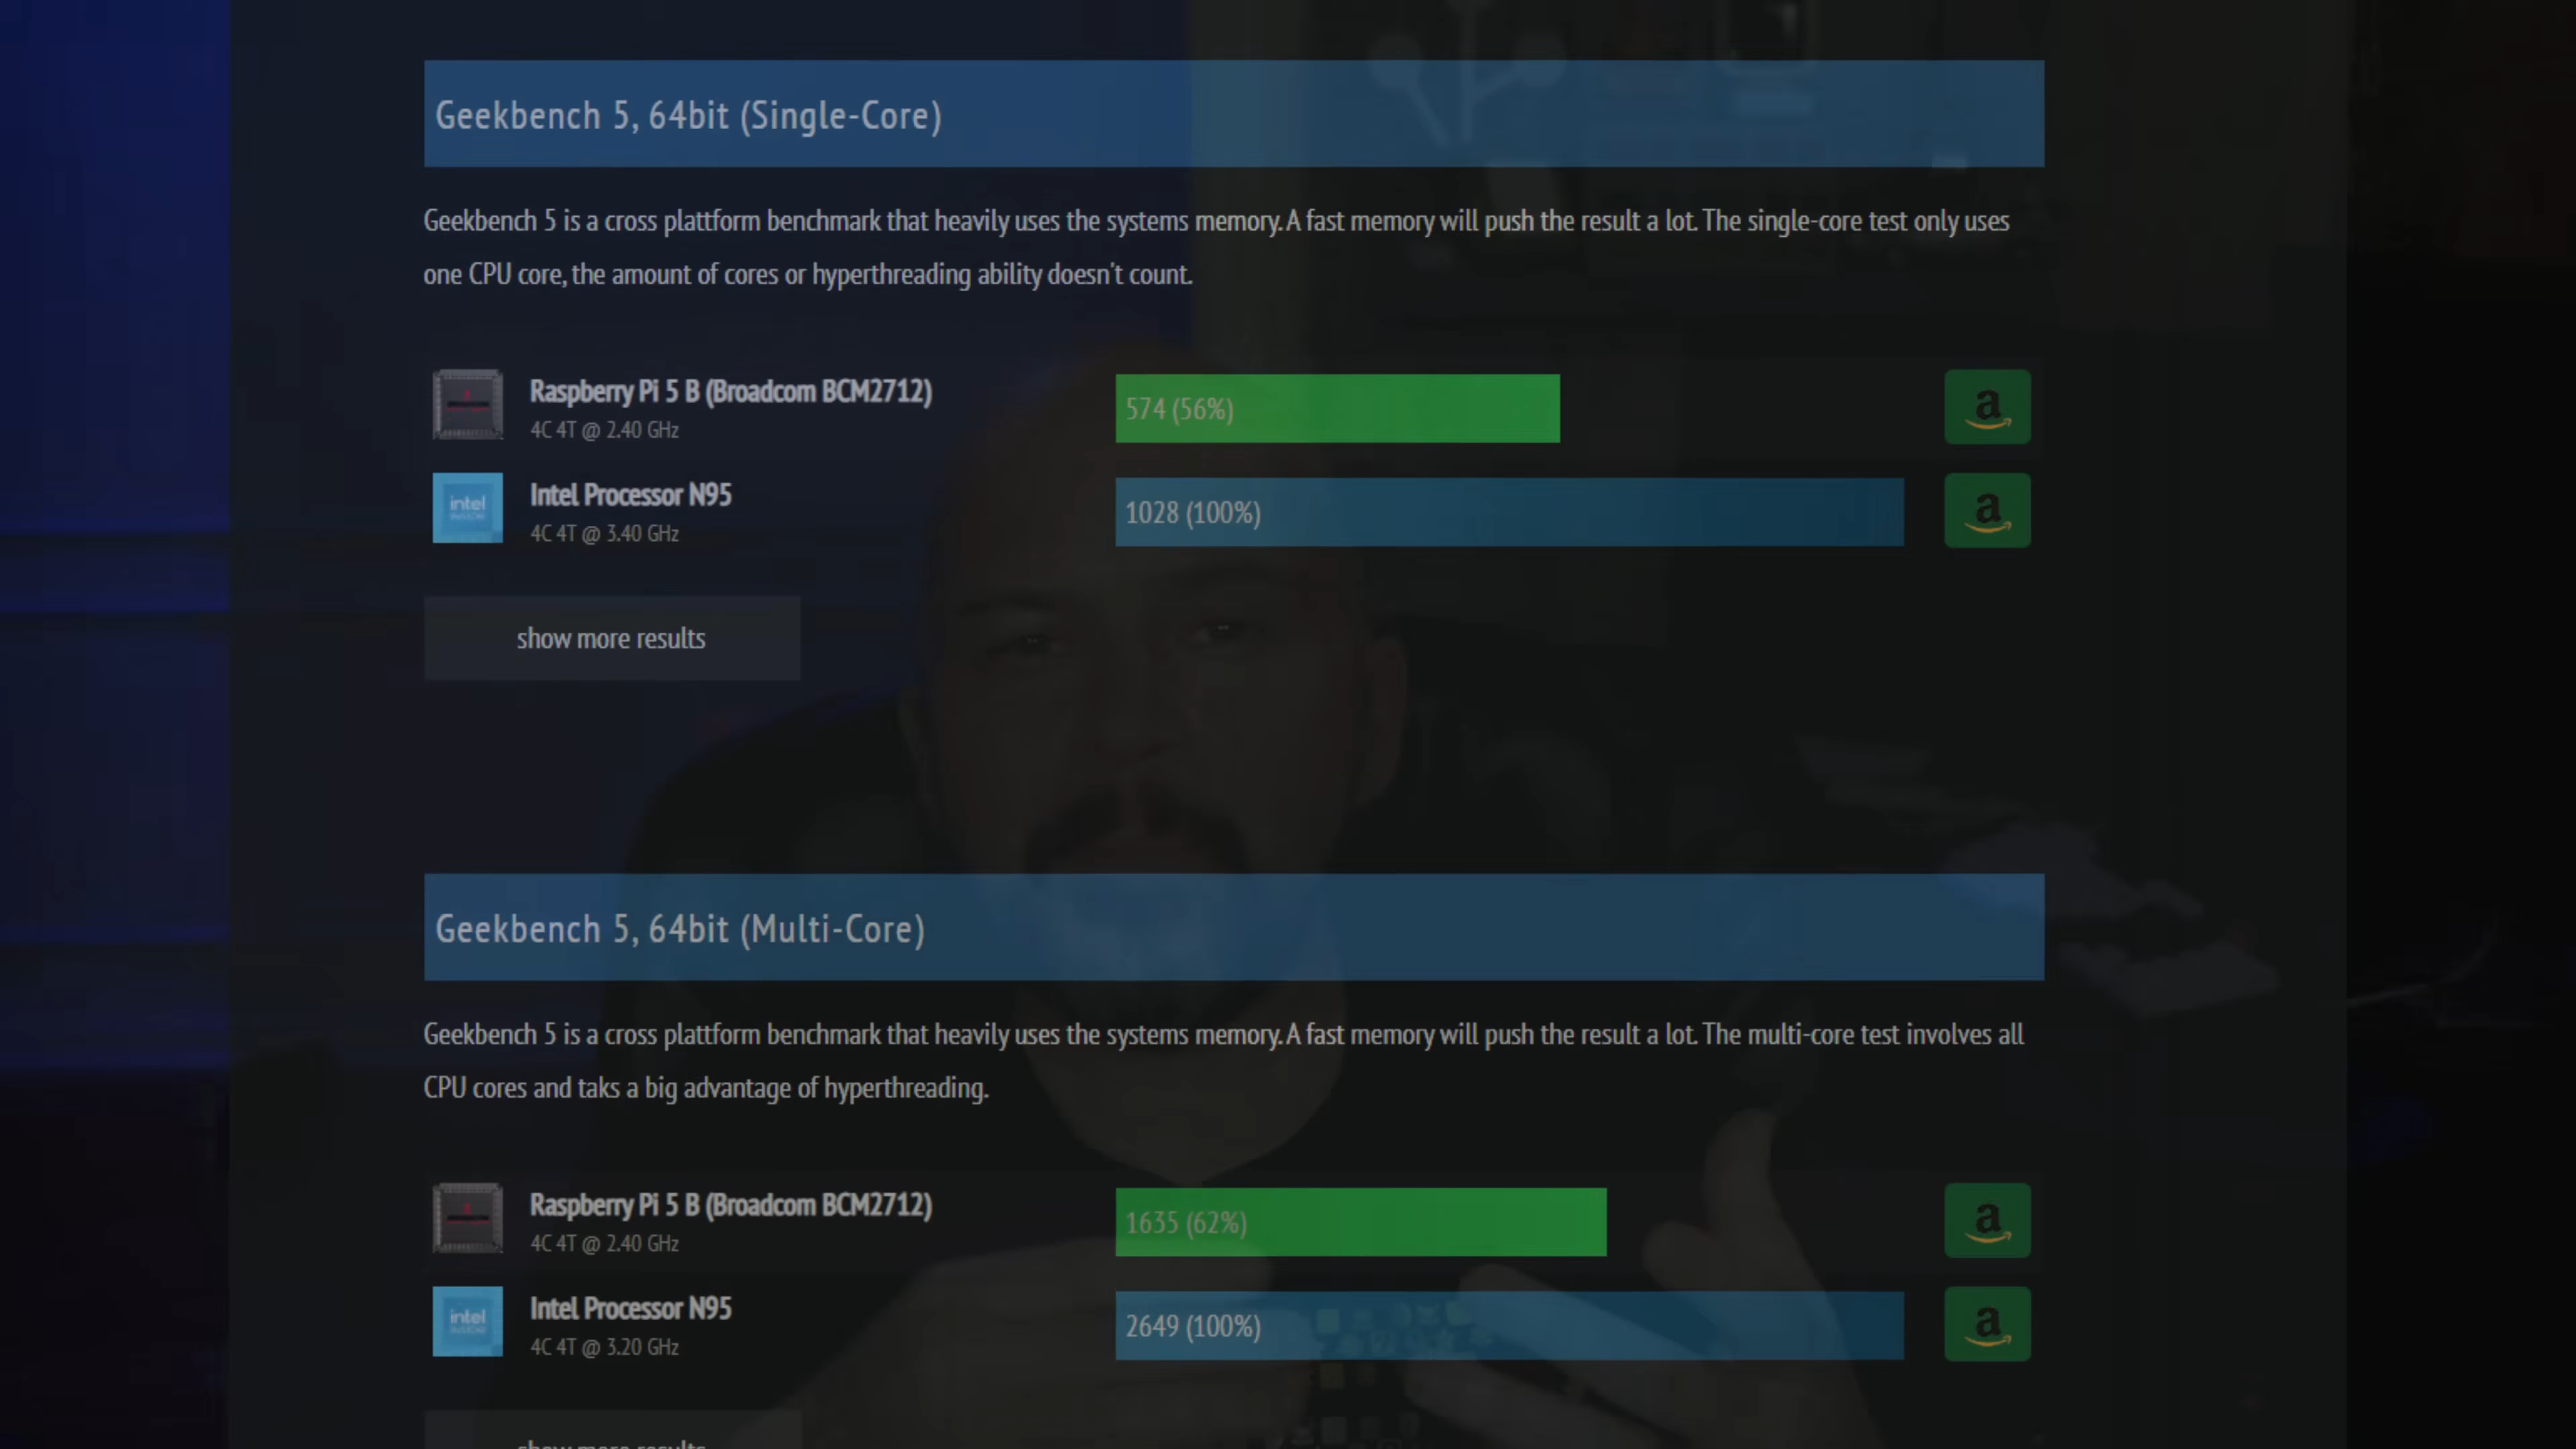 Geekbench 5, 64bit (Single-Core)
Geekbench 5 is a cross plattform benchmark that heavily uses the systems memory. A fast memory will push the result a lot. The single-core test only uses
one CPU core, the amount of cores or hyperthreading ability doesn't count.
Raspberry Pi 5 B (Broadcom BCM2712)
4C 4T @ 2.40 GHz
574 (56%)
a
intel
Intel Processor N95
4C 4T @ 3.40 GHz
1028 (100%)
a
show more results
Geekbench 5, 64bit (Multi-Core)
Geekbench 5 is a cross plattform benchmark that heavily uses the systems memory. A fast memory will push the result a lot. The multi-core test involves all
CPU cores and taks a big advantage of hyperthreading.
Raspberry Pi 5 B (Broadcom BCM2712)
4C 4T @ 2.40 GHz
1635 (62%)
a
intel
Intel Processor N95
4C 4T @ 3.20 GHz
2649 (100%)
a
show more results